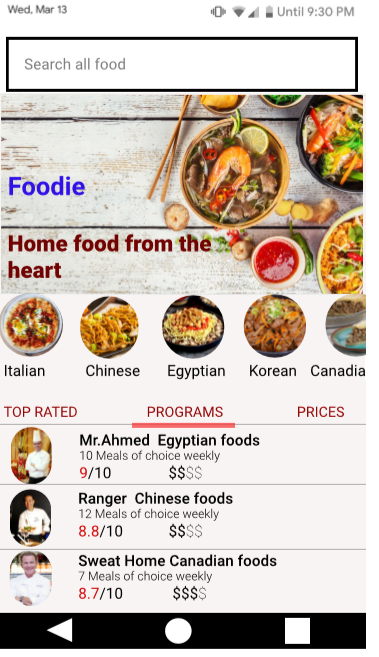 Wed, Mar 13 Until 9:30 PM
Search all food
Foodie
Home food from the
heart
Italian Chinese Egyptian Korean Canadia
TOP RATED PROGRAMS PRICES
Mr.Ahmed Egyptian foods
10 Meals of choice weekly
9/10 $$$$
Ranger Chinese foods
12 Meals of choice weekly
8.8/10 $$$$
Sweat Home Canadian foods
7 Meals of choice weekly
8.7/10 $$$$